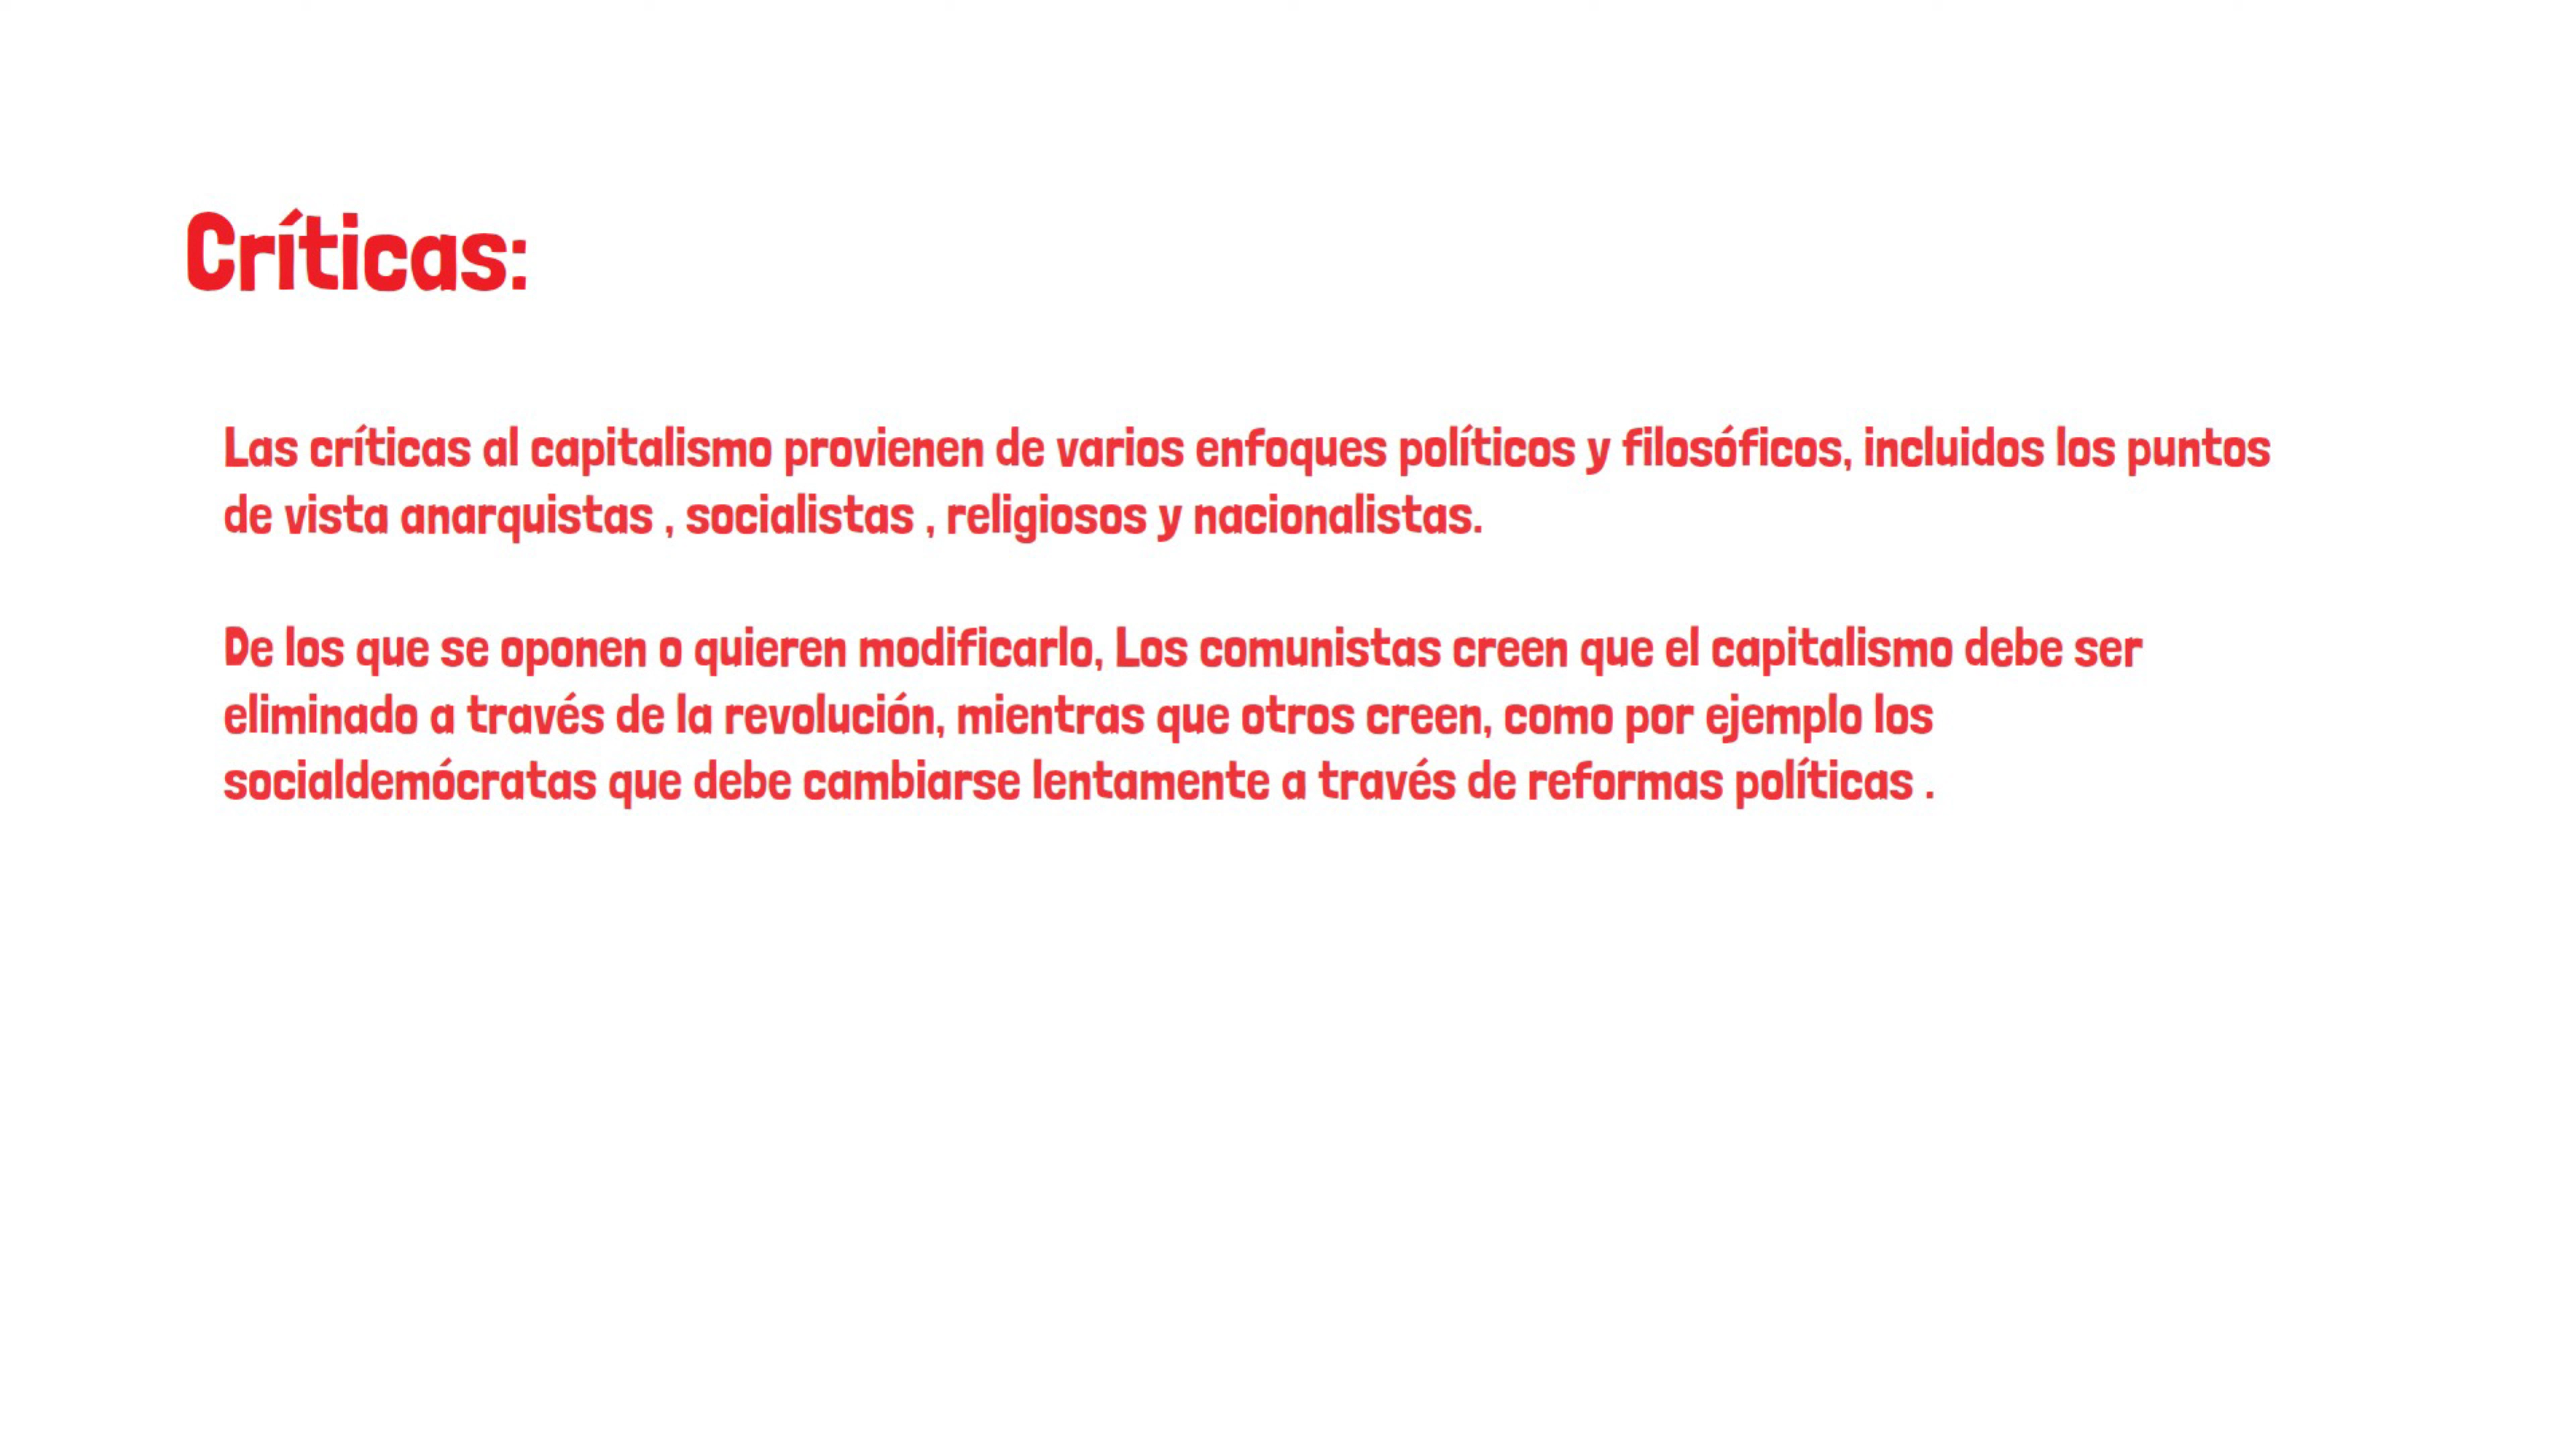 Críticas:
Las críticas al capitalismo provienen de varios enfoques políticos y filosóficos, incluidos los puntos
de vista anarquistas , socialistas , religiosos y nacionalistas.
De los que se oponen o quieren modificarlo, Los comunistas creen que el capitalismo debe ser
eliminado a través de la revolución, mientras que otros creen, como por ejemplo los
socialdemócratas que debe cambiarse lentamente a través de reformas políticas .